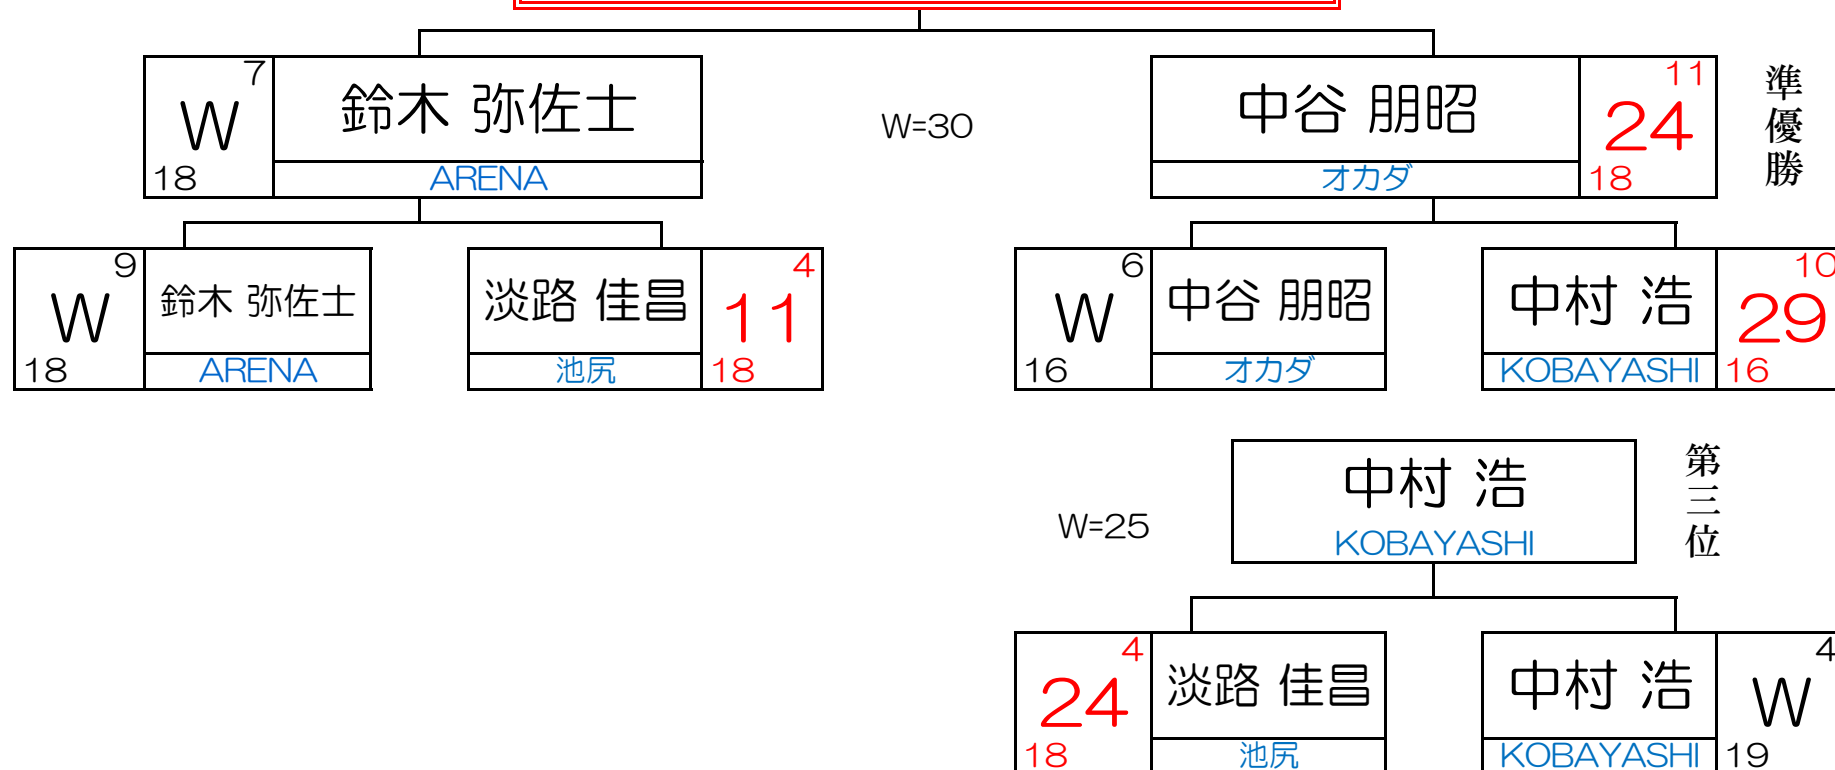 7
W
18
鈴木 弥佐士
ARENA
W=30
中谷 朋昭
オカダ
11
24
18
準優勝
9
W
18
鈴木 弥佐士
ARENA
淡路 佳昌
池尻
4
11
18
6
W
16
中谷 朋昭
オカダ
中村 浩
KOBAYASHI
10
29
16
W=25
中村 浩
KOBAYASHI
第三位
4
24
18
淡路 佳昌
池尻
中村 浩
KOBAYASHI
4
W
19